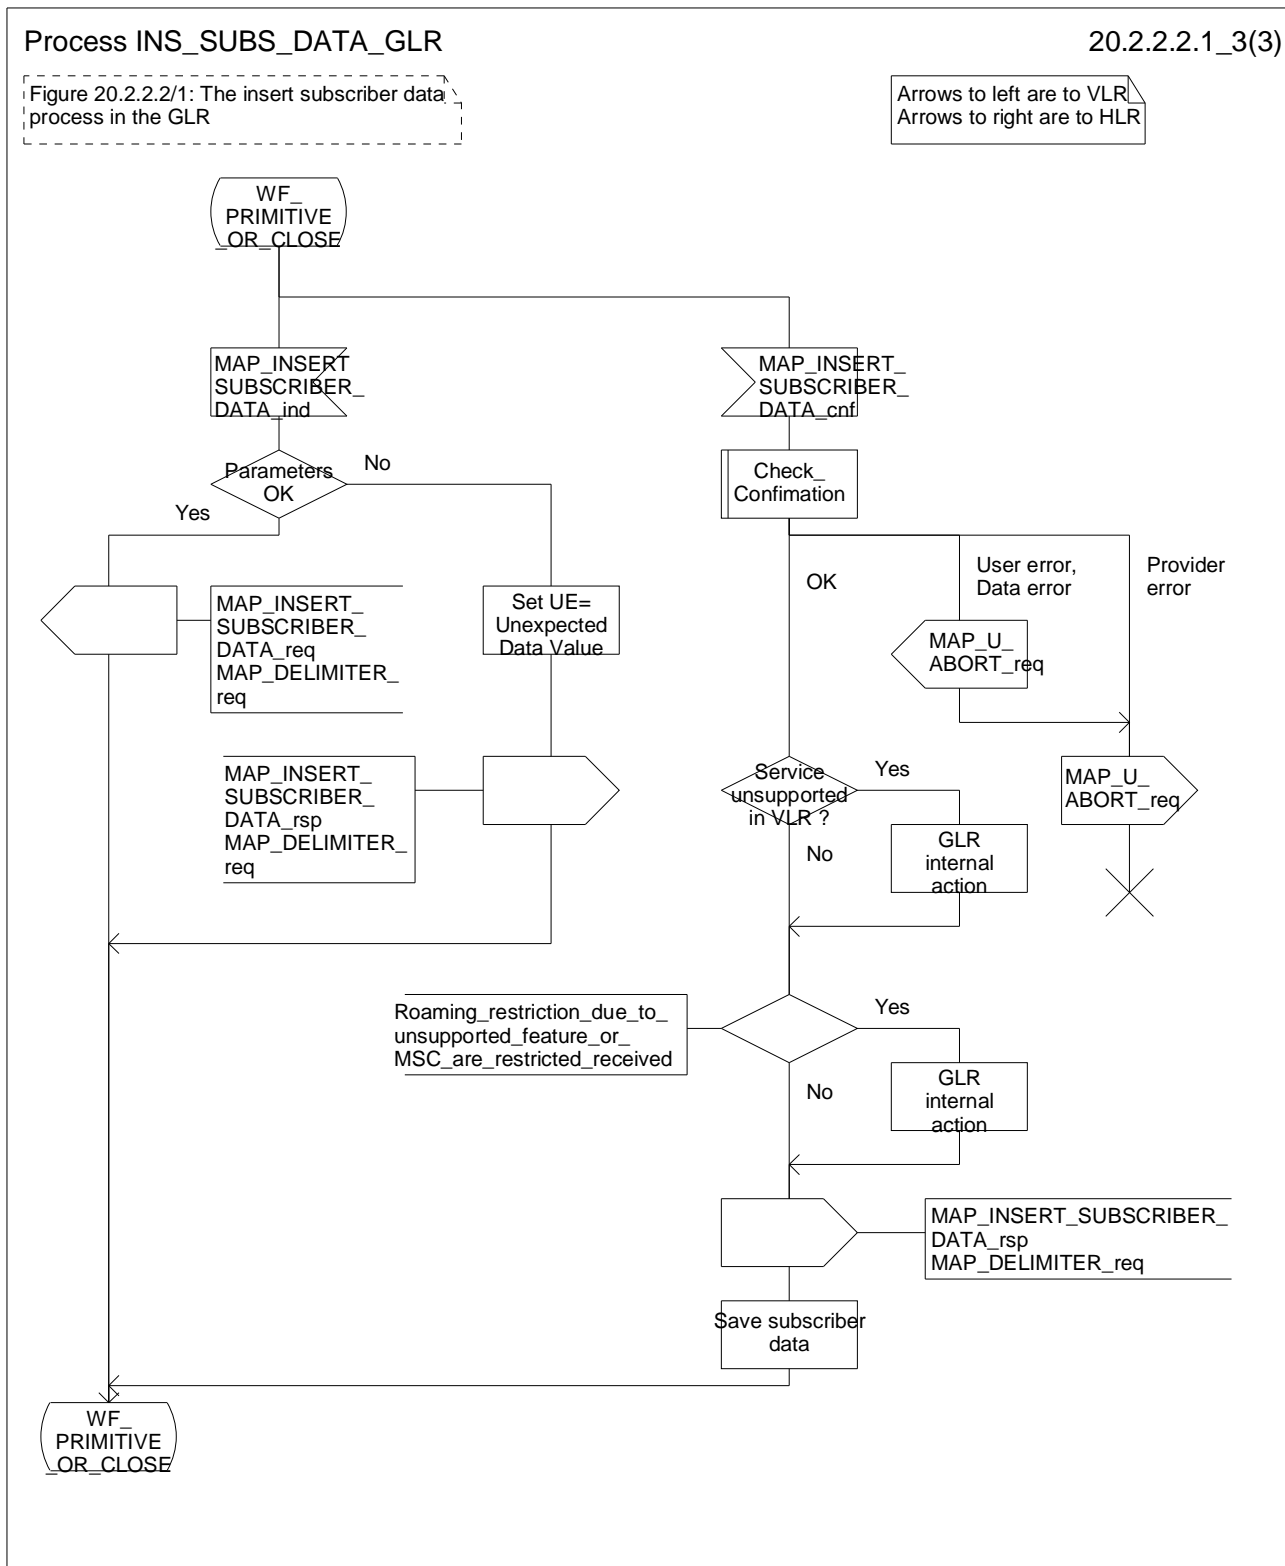 Process INS_SUBS_DATA_GLR
20.2.2.2.1_3(3)
Figure 20.2.2.2/1: The insert subscriber data
process in the GLR
Arrows to left are to VLR
Arrows to right are to HLR
WF_
PRIMITIVE
_OR_CLOSE
MAP_INSERT
SUBSCRIBER_
DATA_ind
MAP_INSERT_
SUBSCRIBER_
DATA_cnf
Parameters
OK
No
Yes
Check_
Confimation
OK
User error,
Data error
Provider
error
MAP_INSERT_
SUBSCRIBER_
DATA_req
MAP_DELIMITER_
req
Set UE=
Unexpected
Data Value
MAP_U_
ABORT_req
MAP_INSERT_
SUBSCRIBER_
DATA_rsp
MAP_DELIMITER_
req
Service
unsupported
in VLR ?
Yes
No
MAP_U_
ABORT_req
GLR
internal
action
Roaming_restriction_due_to_
unsupported_feature_or_
MSC_are_restricted_received
Yes
No
GLR
internal
action
MAP_INSERT_SUBSCRIBER_
DATA_rsp
MAP_DELIMITER_req
Save subscriber
data
WF_
PRIMITIVE
_OR_CLOSE